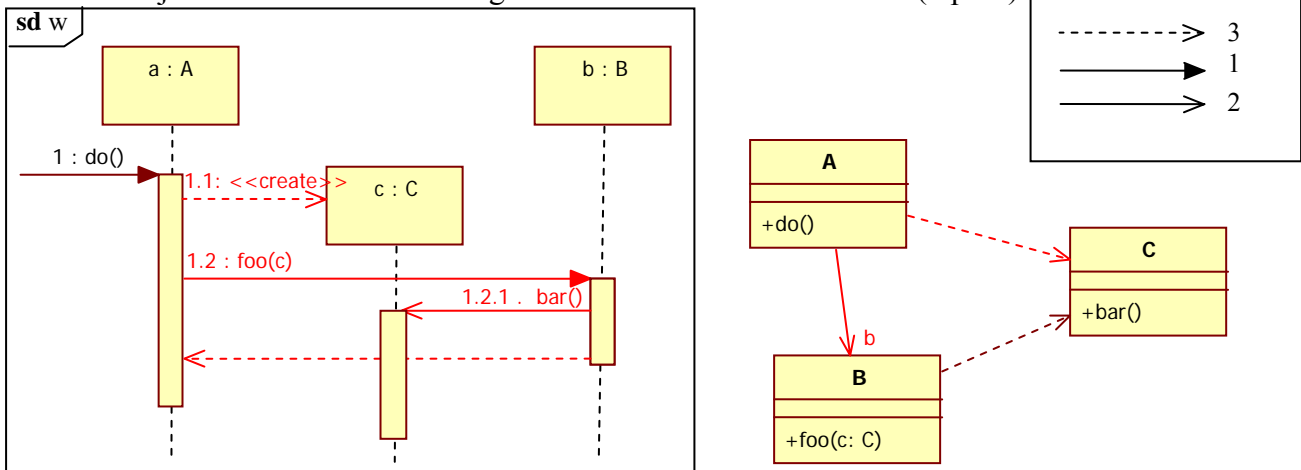 sd w
a : A
b : B
1 : do()
1.1: <<create>>
c : C
1.2 : foo(c)
1.2.1 . bar()
3
1
2
A
+do()
C
+bar()
b
B
+foo(c: C)